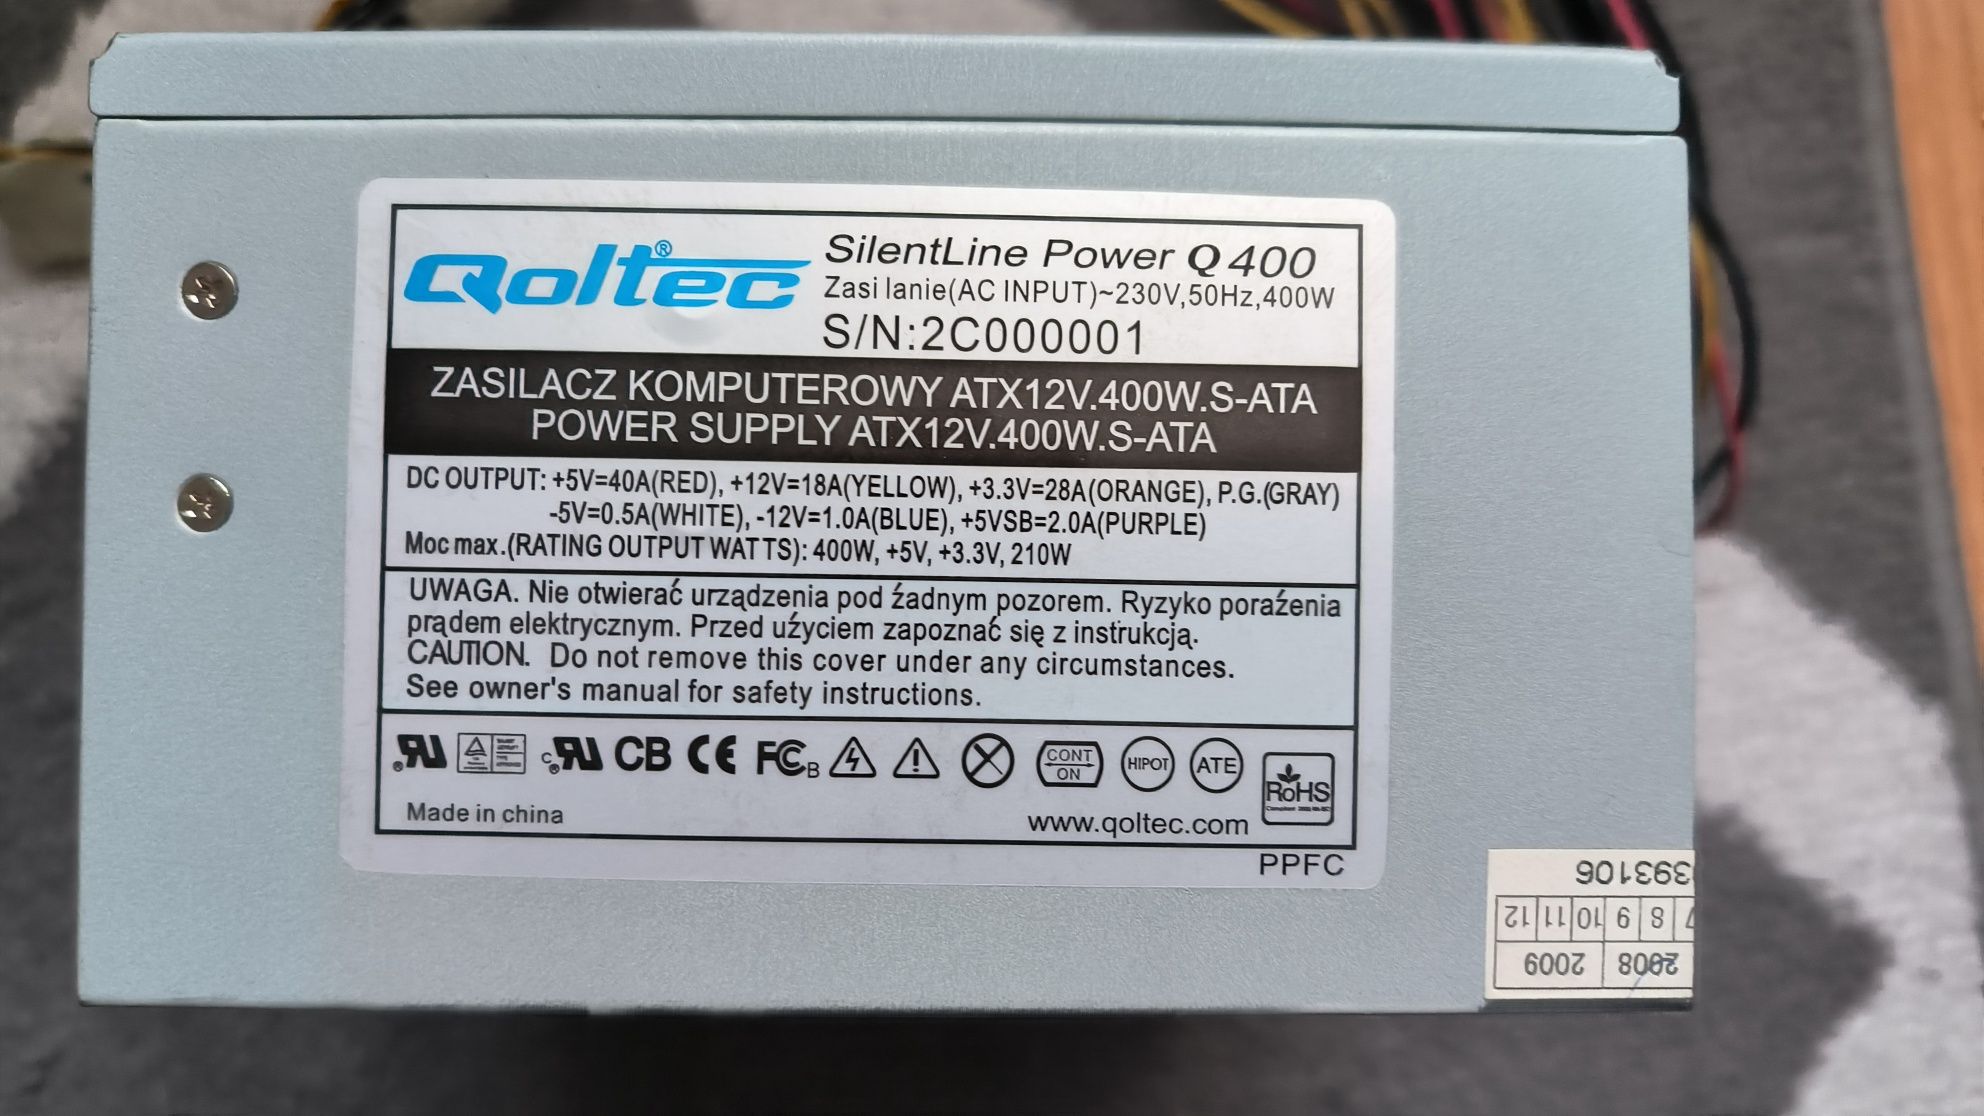 Qoltec®
SilentLine Power Q400
Zasi lanie(AC INPUT)~230V,50Hz,400W
S/N:2C000001
ZASILACZ KOMPUTEROWY ATX12V.400W.S-ATA
POWER SUPPLY ATX12V.400W.S-ATA
DC OUTPUT: +5V=40A(RED), +12V=18A(YELLOW), +3.3V=28A(ORANGE), P.G.(GRAY)
-5V=0.5A(WHITE), -12V=1.0A(BLUE), +5VSB=2.0A(PURPLE)
Moc max.(RATING OUTPUT WATTS): 400W, +5V, +3.3V, 210W
UWAGA. Nie otwierać urządzenia pod źadnym pozorem. Ryzyko poraźenia
prądem elektrycznym. Przed uźyciem zapoznać się z instrukcją.
CAUTION. Do not remove this cover under any circumstances.
See owner's manual for safety instructions.
CB CE FC B CONT ON HIPOT ATE RoHS
Made in china
www.qoltec.com
PPFC
393106
7 8 9 10 11 12
2008 2009